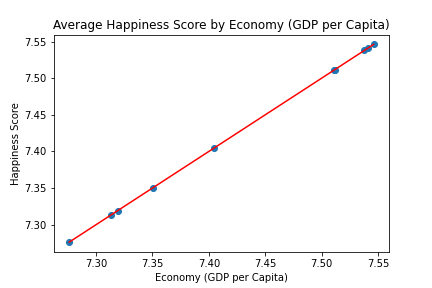 Average Happiness Score by Economy (GDP per Capita)
7.55
7.50
7.45
7.40
7.35
7.30
Happiness Score
7.30 7.35 7.40 7.45 7.50 7.55
Economy (GDP per Capita)